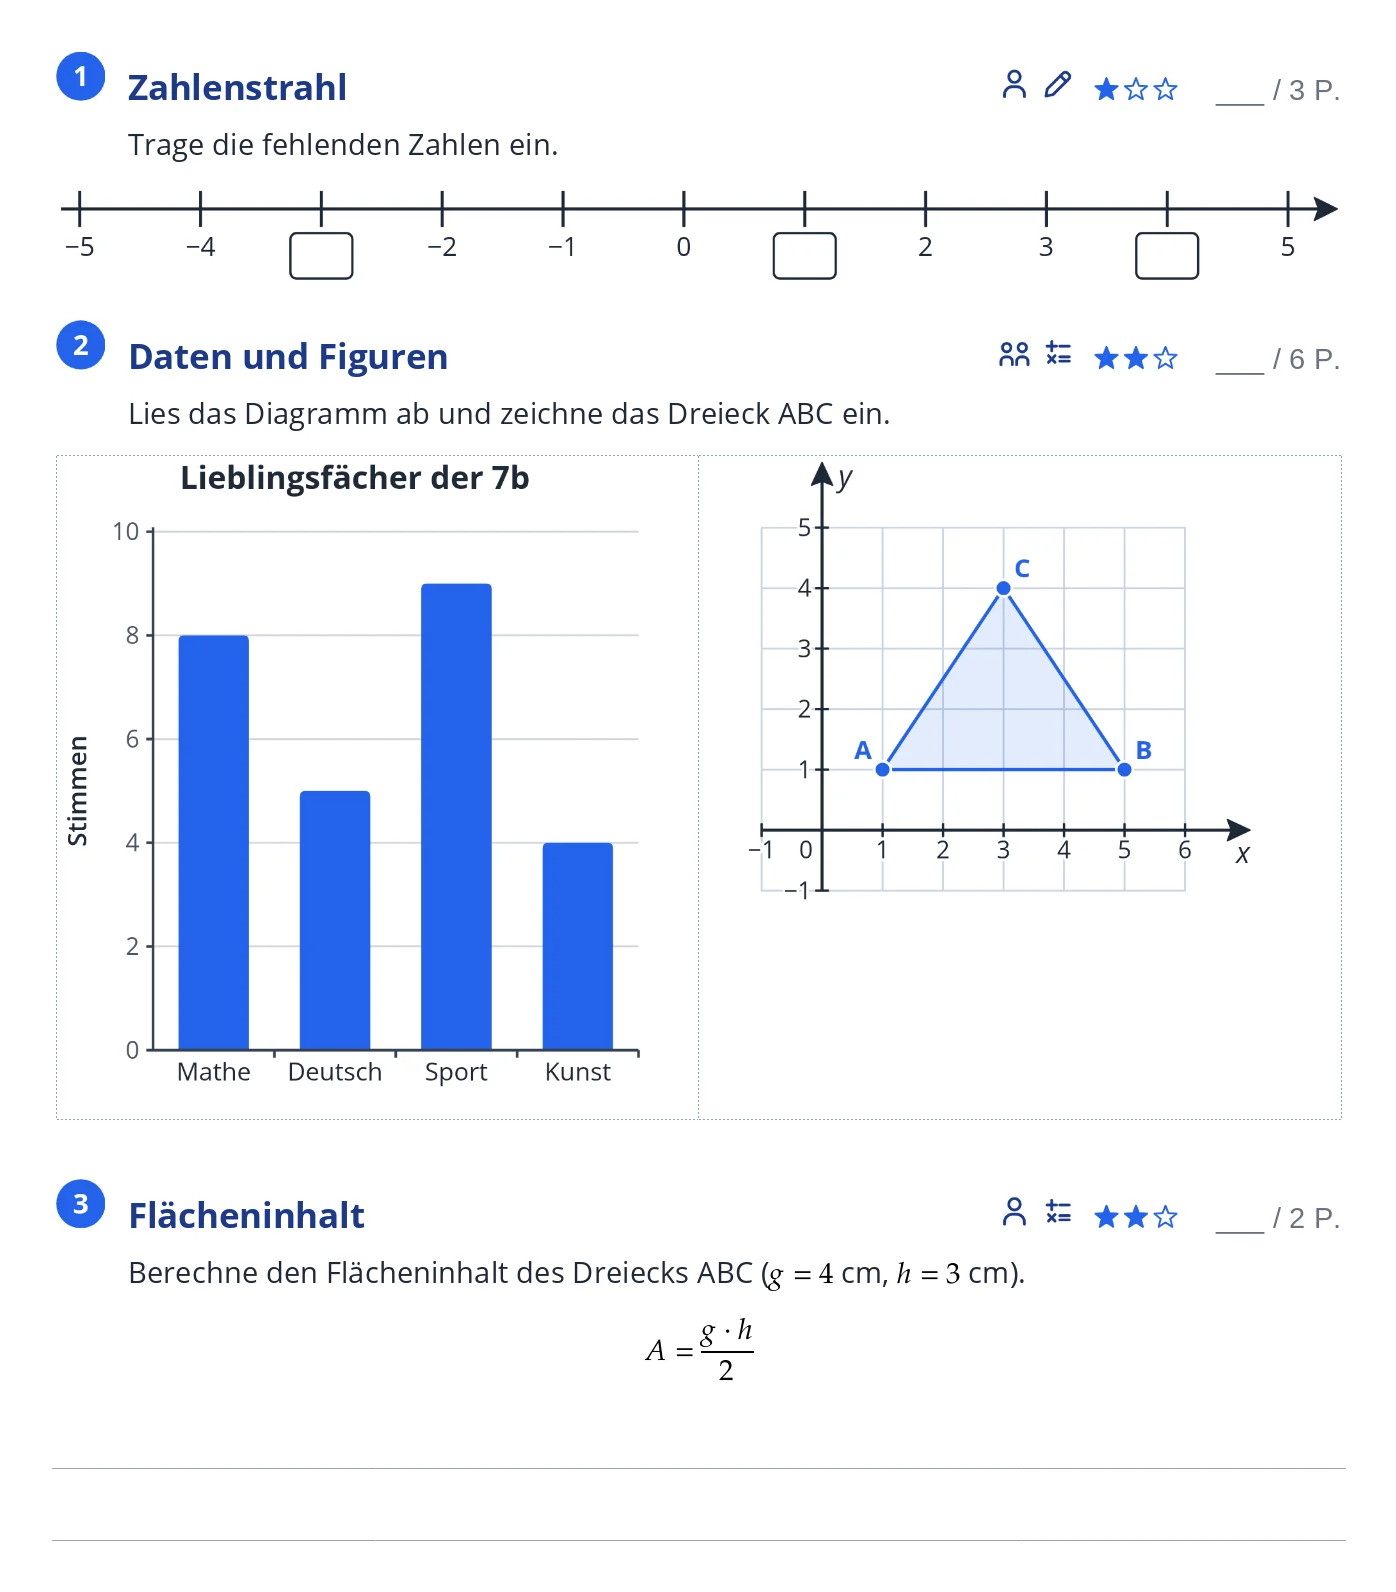 1 Zahlenstrahl ___ / 3 P.
Trage die fehlenden Zahlen ein.
−5 −4 −2 −1 0 2 3 5
2 Daten und Figuren ___ / 6 P.
Lies das Diagramm ab und zeichne das Dreieck ABC ein.
Lieblingsfächer der 7b
Stimmen
10
8
6
4
2
0
Mathe Deutsch Sport Kunst
y
5
4
3
2
1
−1 0 1 2 3 4 5 6 x
−1
C
A B
3 Flächeninhalt ___ / 2 P.
Berechne den Flächeninhalt des Dreiecks ABC (g = 4 cm, h = 3 cm).
A = g · h / 2